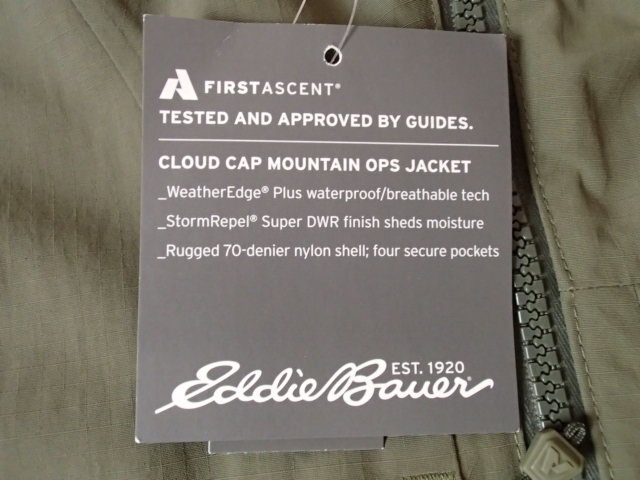 FIRSTASCENT®
TESTED AND APPROVED BY GUIDES.
CLOUD CAP MOUNTAIN OPS JACKET
_WeatherEdge® Plus waterproof/breathable tech
_StormRepel® Super DWR finish sheds moisture
_Rugged 70-denier nylon shell; four secure pockets
EST. 1920
Eddie Bauer